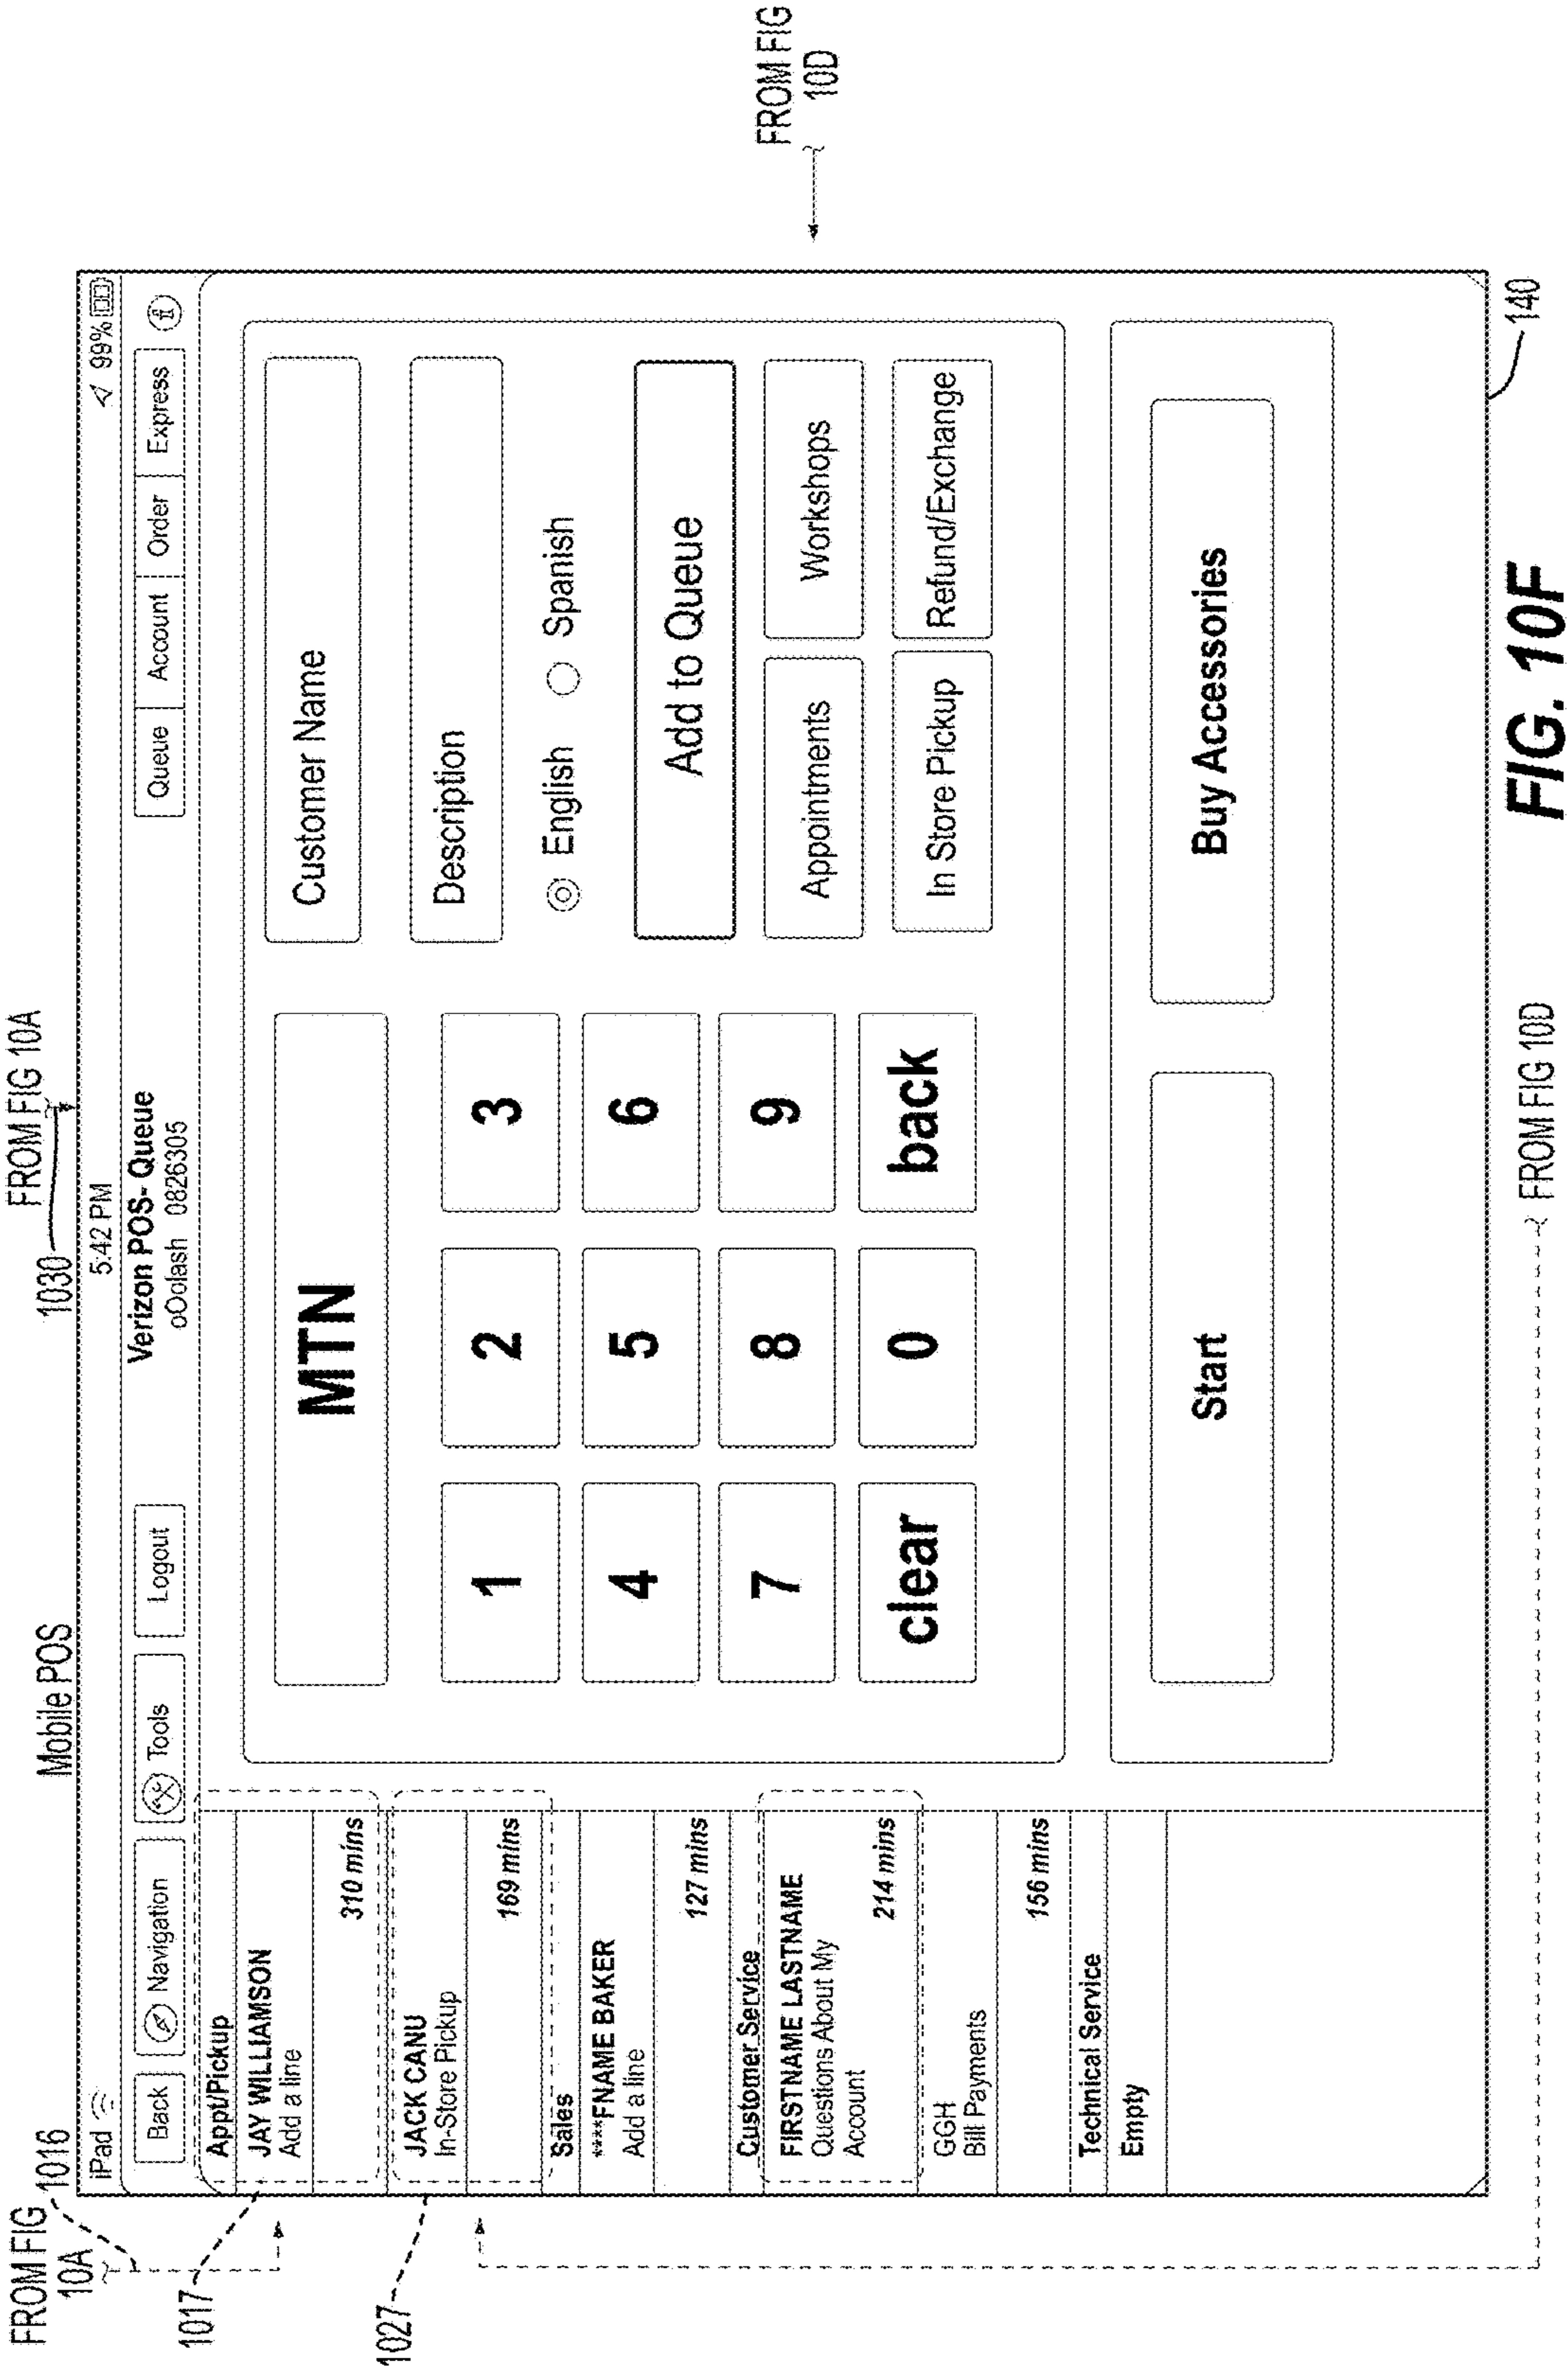 FROM FIG 10A
1030
FROM FIG
10A
1016
Mobile POS
iPad
5:42 PM
99%
Back
Navigation
Tools
Logout
Verizon POS- Queue
oOolash 0826305
Queue
Account
Order
Express
1017
1027
Appt/Pickup
JAY WILLIAMSON
Add a line
310 mins
JACK CANU
In-Store Pickup
169 mins
Sales
****FNAME BAKER
Add a line
127 mins
Customer Service
FIRSTNAME LASTNAME
Questions About My
Account
214 mins
GGH
Bill Payments
156 mins
Technical Service
Empty
MTN
1 2 3
4 5 6
7 8 9
clear 0 back
Customer Name
Description
English Spanish
Add to Queue
Appointments Workshops
In Store Pickup Refund/Exchange
Start Buy Accessories
FROM FIG
10D
140
FROM FIG 10D
FIG. 10F